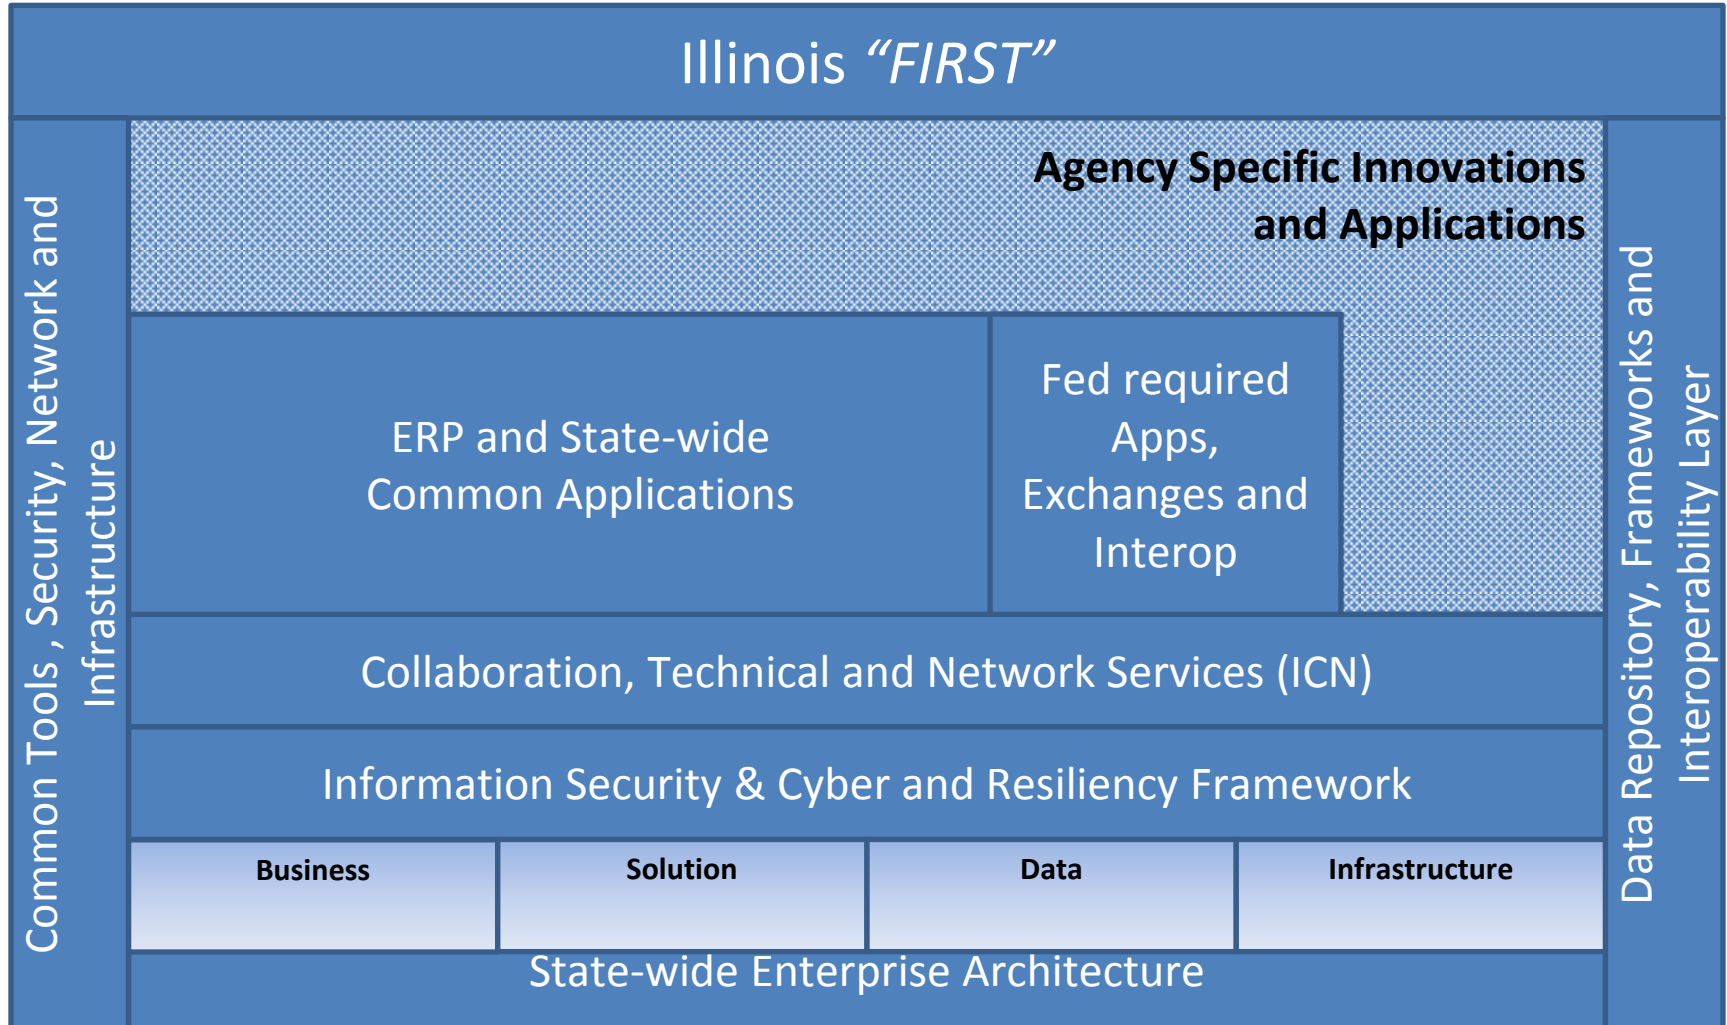 Illinois “FIRST”
Common Tools , Security, Network and
Infrastructure
Agency Specific Innovations
and Applications
ERP and State-wide
Common Applications
Fed required
Apps,
Exchanges and
Interop
Collaboration, Technical and Network Services (ICN)
Information Security & Cyber and Resiliency Framework
Business
Solution
Data
Infrastructure
State-wide Enterprise Architecture
Data Repository, Frameworks and
Interoperability Layer